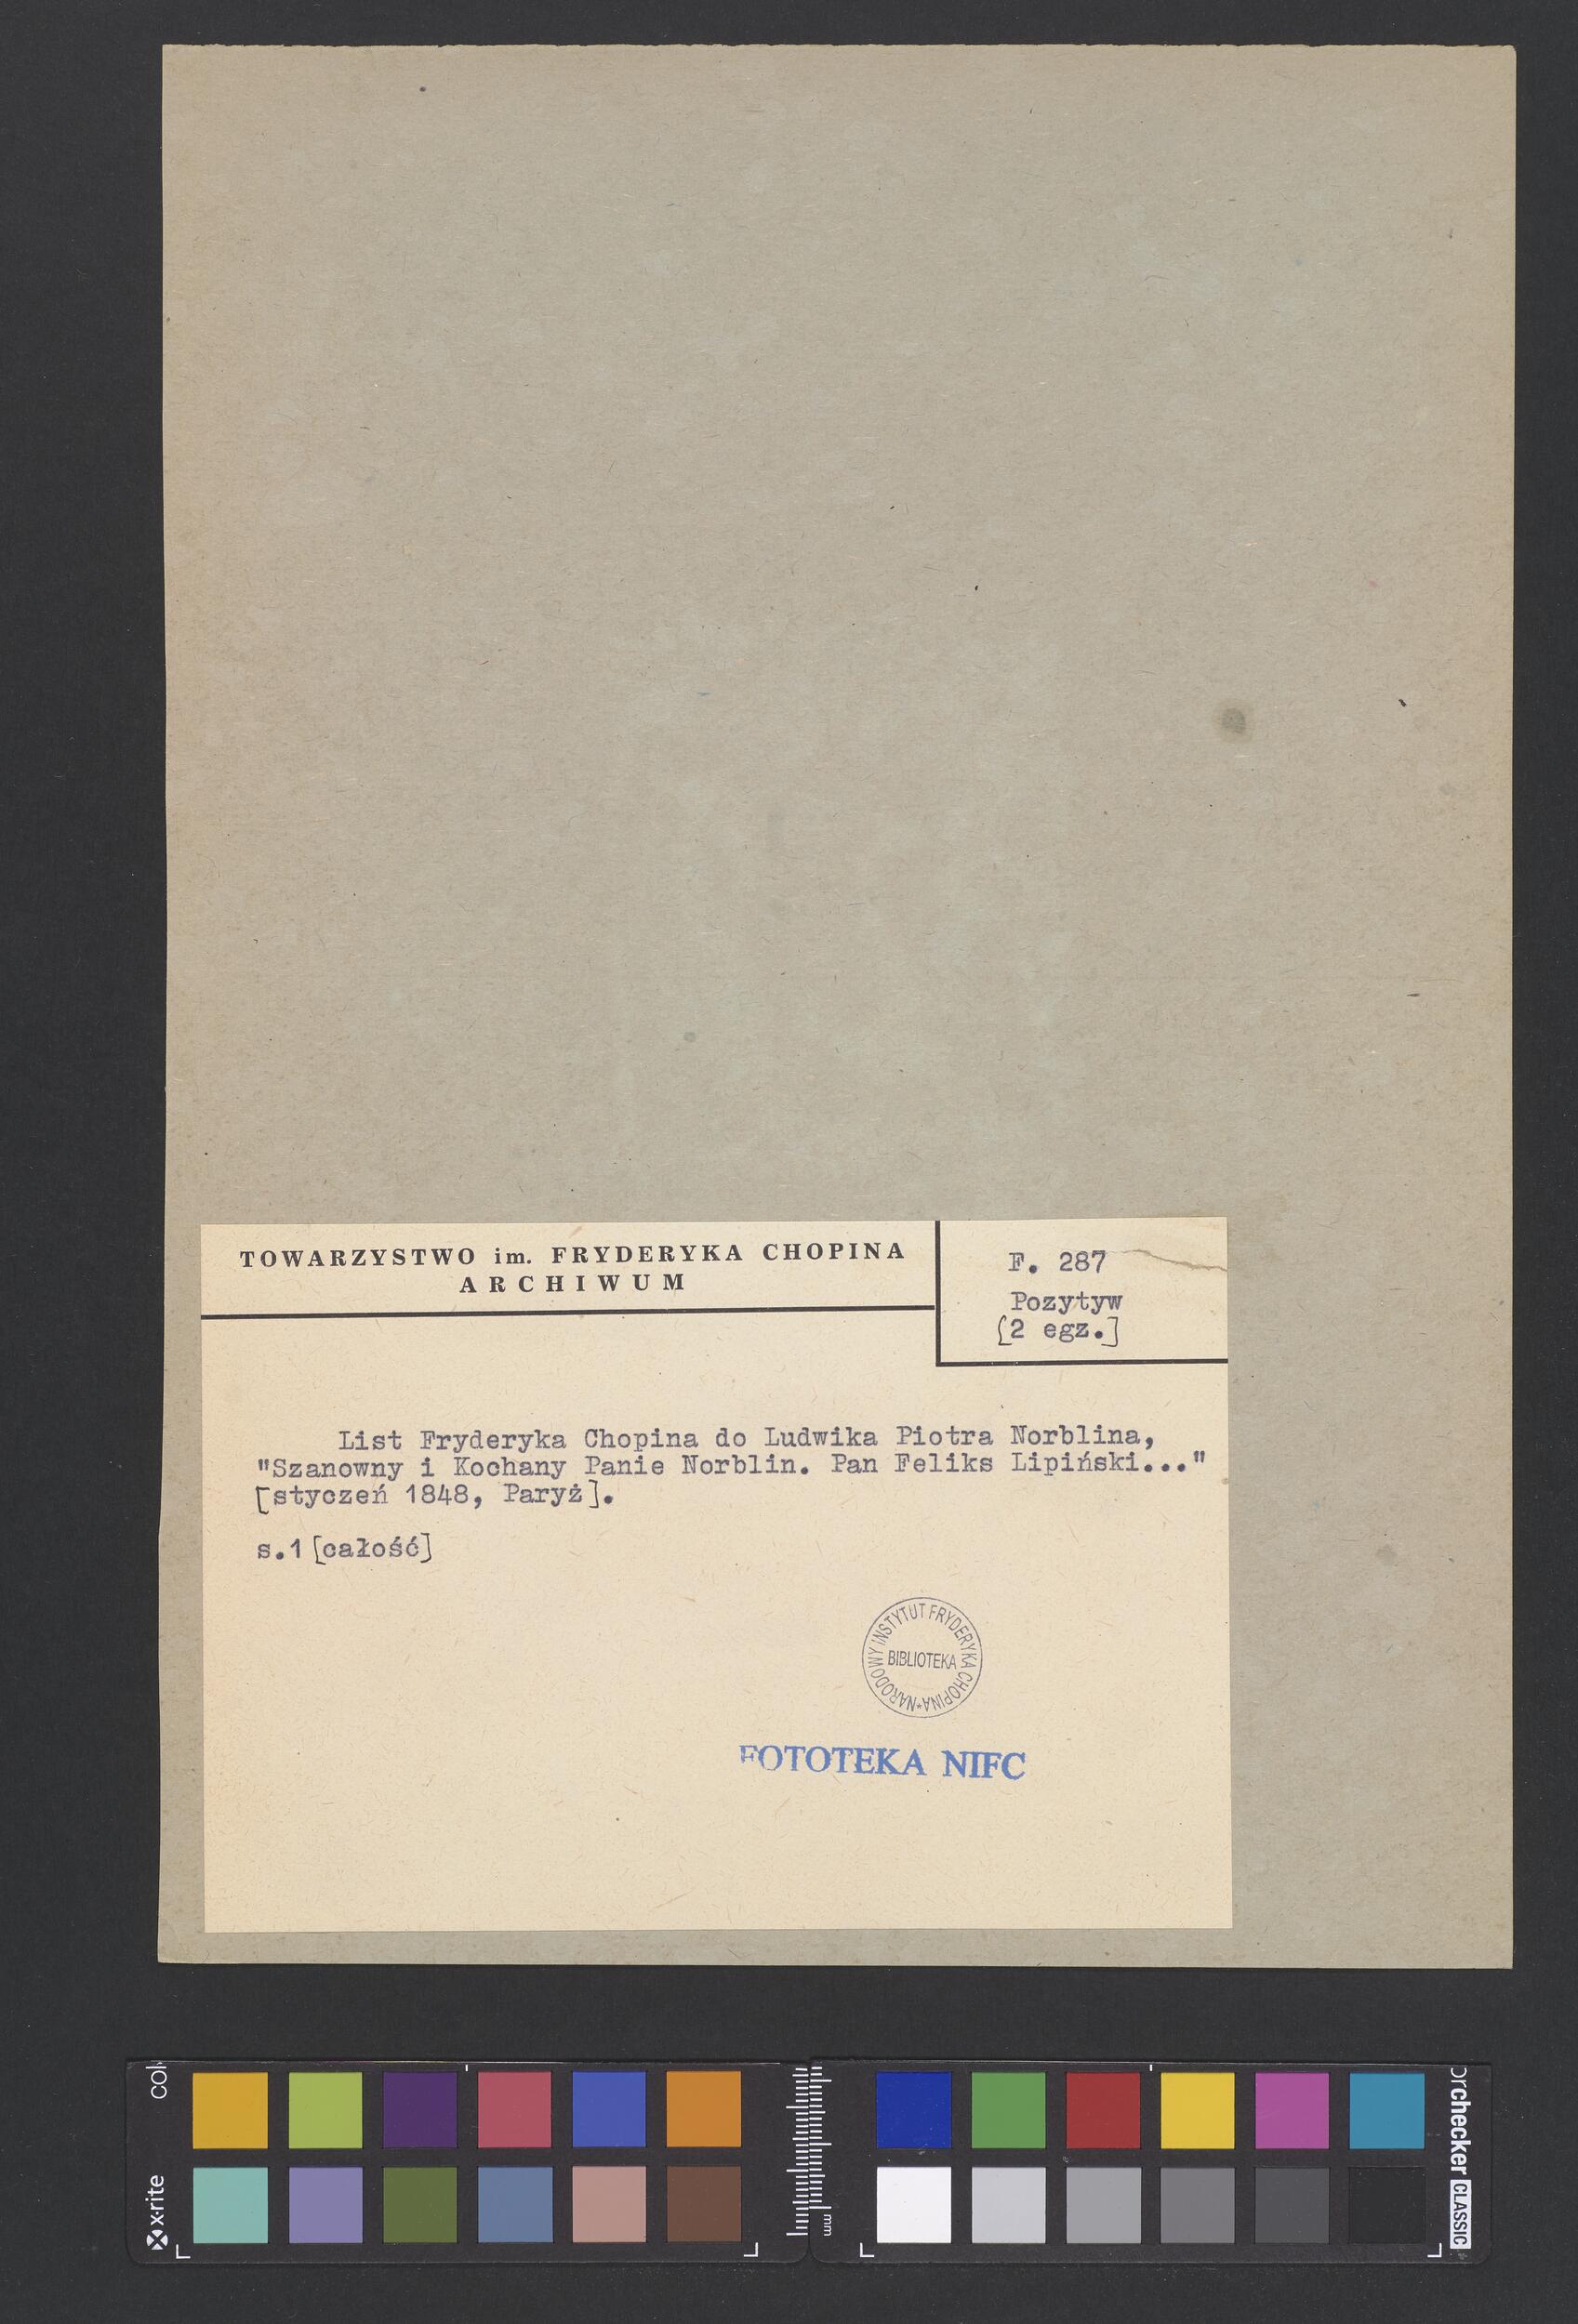 TOWARZYSTWO im. FRYDERYKA CHOPINA
ARCHIWUM
F. 287
Pozytyw
[2 egz.]
List Fryderyka Chopina do Ludwika Piotra Norblina,
"Szanowny i Kochany Panie Norblin. Pan Feliks Lipiński..."
[styczeń 1848, Paryż].
s.1 [całość]
NARODOWY INSTYTUT FRYDERYKA CHOPINA*
BIBLIOTEKA
FOTOTEKA NIFC
x-rite
mm
checker CLASSIC